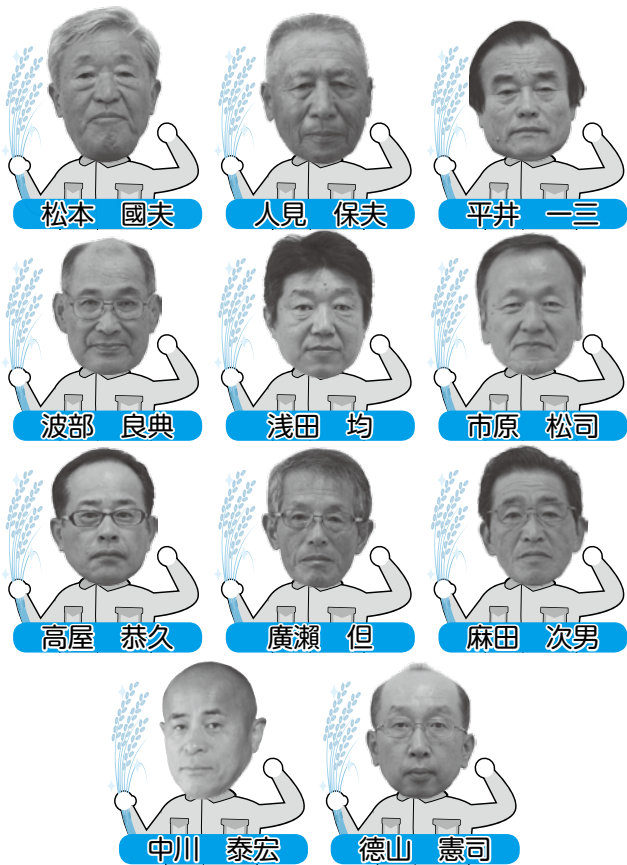 松本　國夫
人見　保夫
平井　一三
波部　良典
浅田　均
市原　松司
高屋　恭久
廣瀨　但
麻田　次男
中川　泰宏
德山　憲司